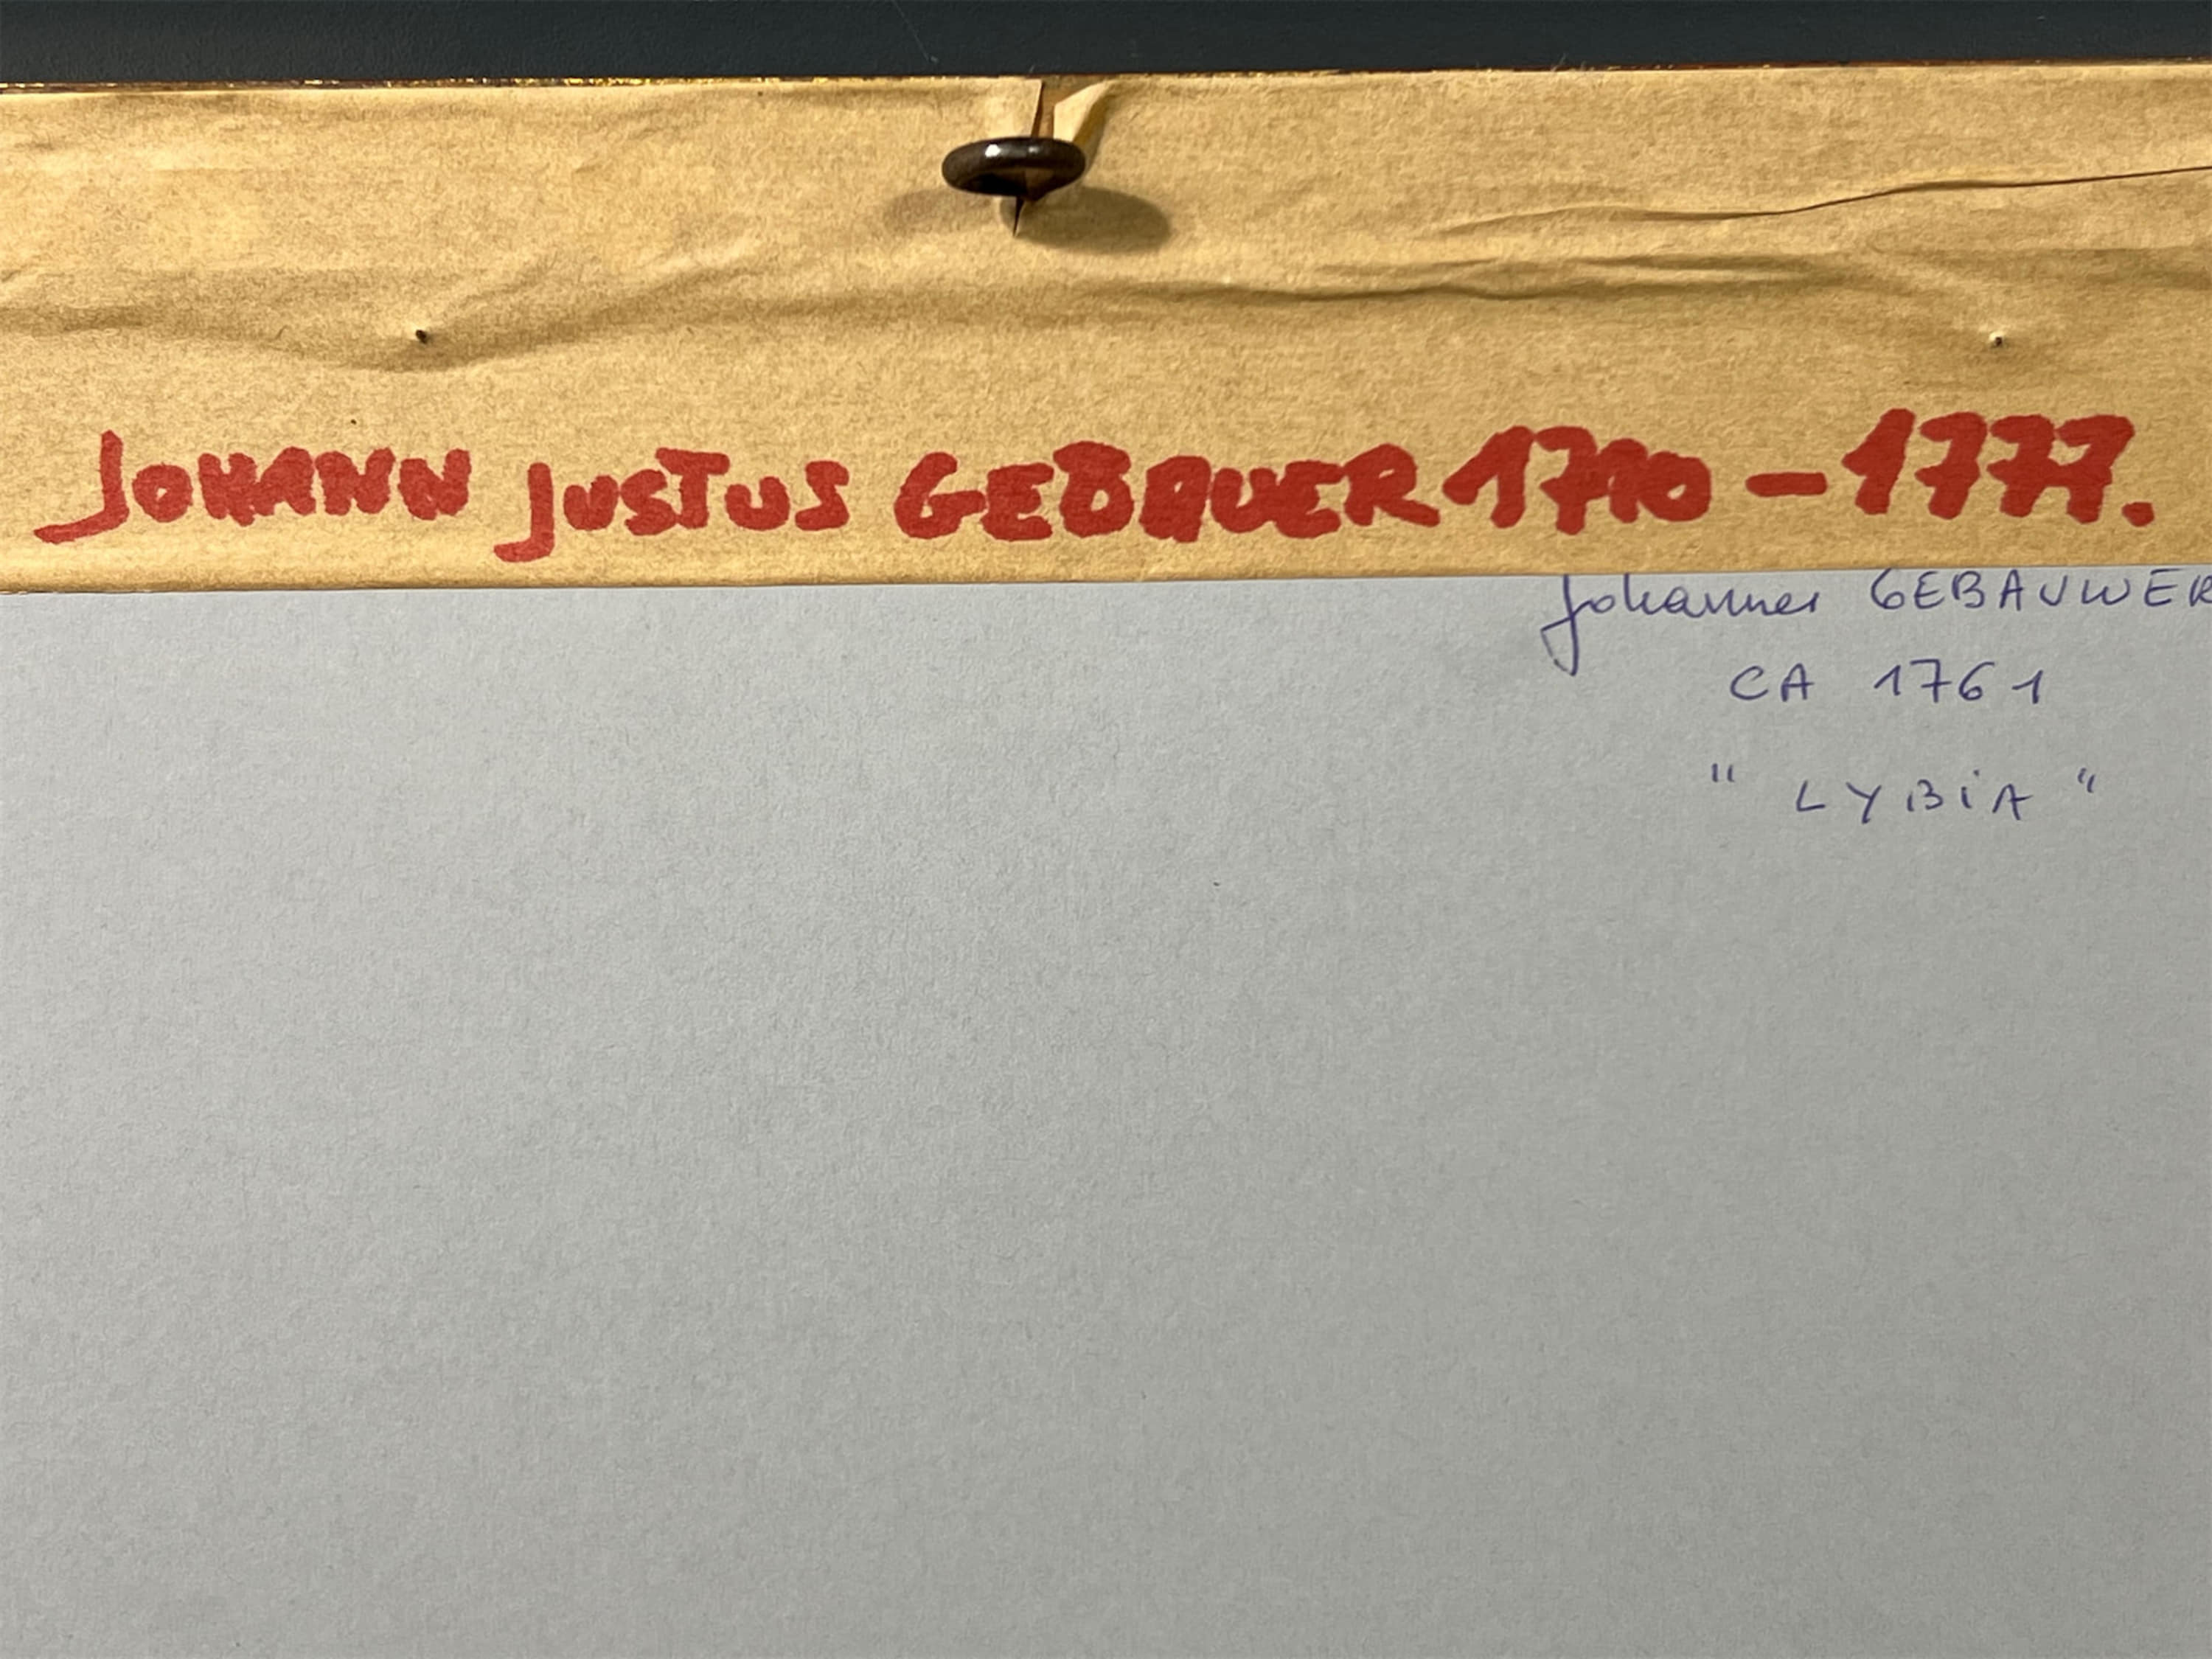 JOHANN JUSTUS GEBAUER 1710 – 1777.
Johannes GEBAUWER
CA 1761
" LYBIA "